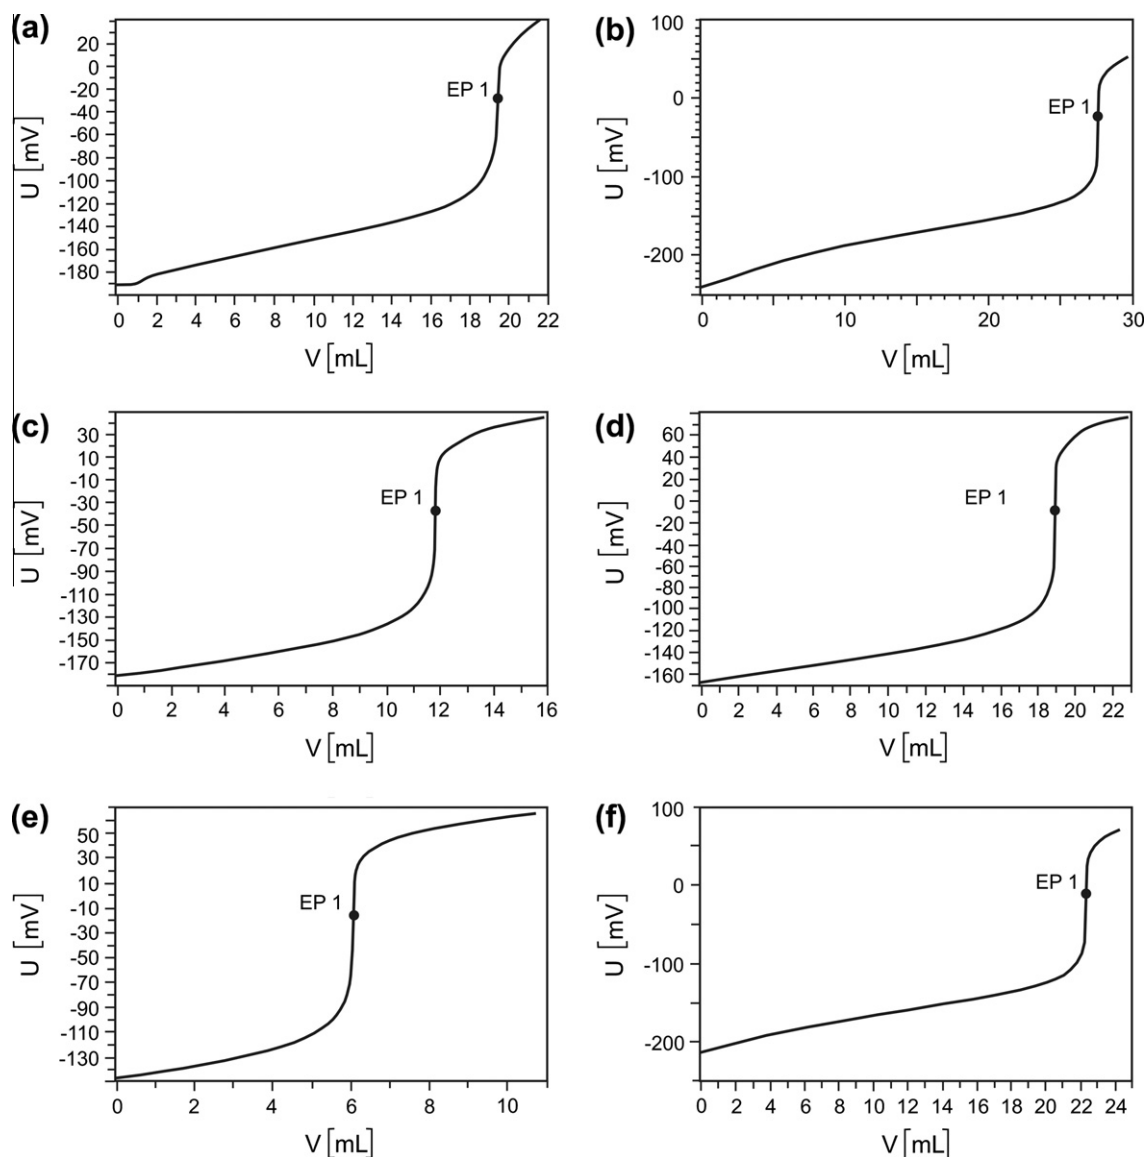 (a)
U [mV]
20
0
-20
-40
-60
-80
-100
-120
-140
-160
-180
EP 1
0 2 4 6 8 10 12 14 16 18 20 22
V [mL]
(b)
U [mV]
100
0
-100
-200
EP 1
0 10 20 30
V [mL]
(c)
U [mV]
30
10
-10
-30
-50
-70
-90
-110
-130
-150
-170
EP 1
0 2 4 6 8 10 12 14 16
V [mL]
(d)
U [mV]
60
40
20
0
-20
-40
-60
-80
-100
-120
-140
-160
EP 1
0 2 4 6 8 10 12 14 16 18 20 22
V [mL]
(e)
U [mV]
50
30
10
-10
-30
-50
-70
-90
-110
-130
EP 1
0 2 4 6 8 10
V [mL]
(f)
U [mV]
100
0
-100
-200
EP 1
0 2 4 6 8 10 12 14 16 18 20 22 24
V [mL]